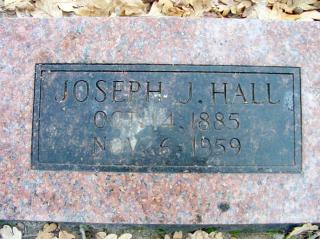 JOSEPH J. HALL
OCT. 14, 1885
NOV. 6, 1959